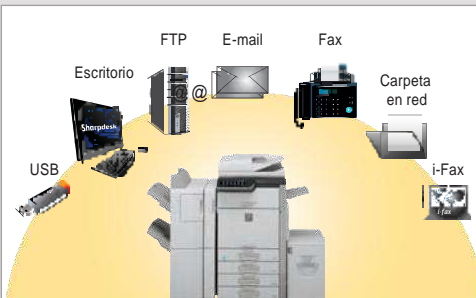 FTP
E-mail
Fax
Escritorio
Carpeta
en red
USB
i-Fax
Sharpdesk
@ @
i-fax